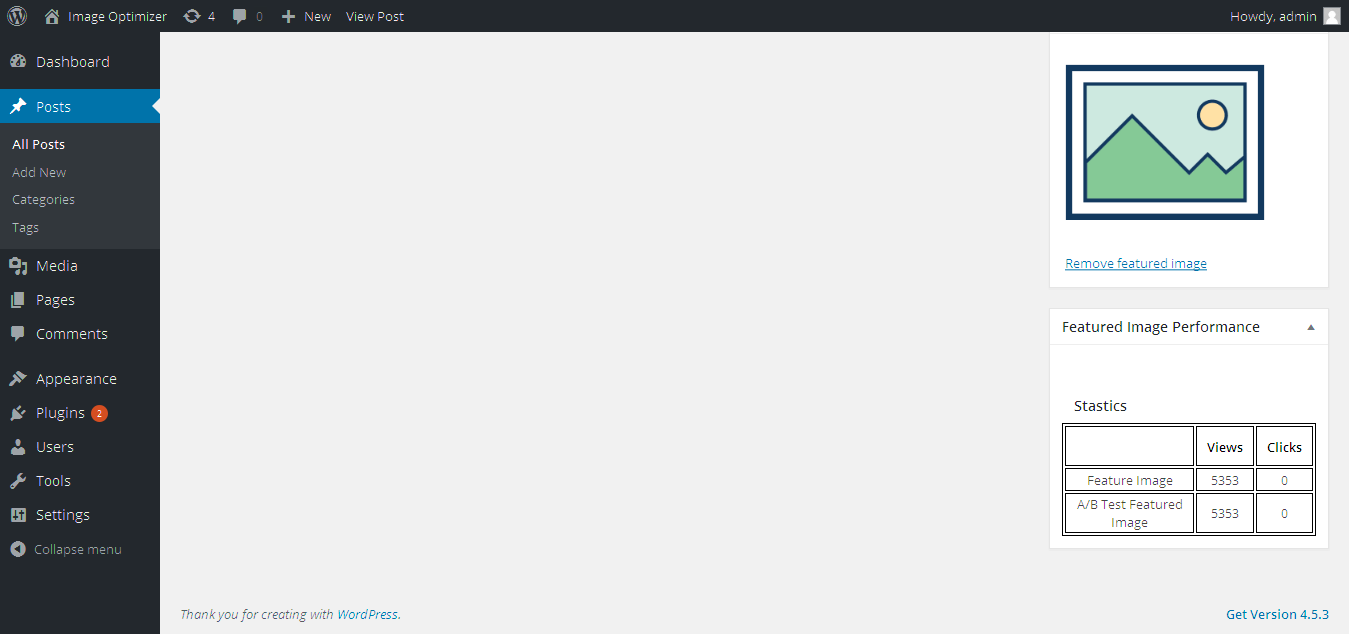 Image Optimizer 4 0 New View Post Howdy, admin
Dashboard
Posts
All Posts
Add New
Categories
Tags
Media
Pages
Comments
Appearance
Plugins 2
Users
Tools
Settings
Collapse menu
Remove featured image
Featured Image Performance
Stastics
Views Clicks
Feature Image 5353 0
A/B Test Featured
Image 5353 0
Thank you for creating with WordPress.
Get Version 4.5.3